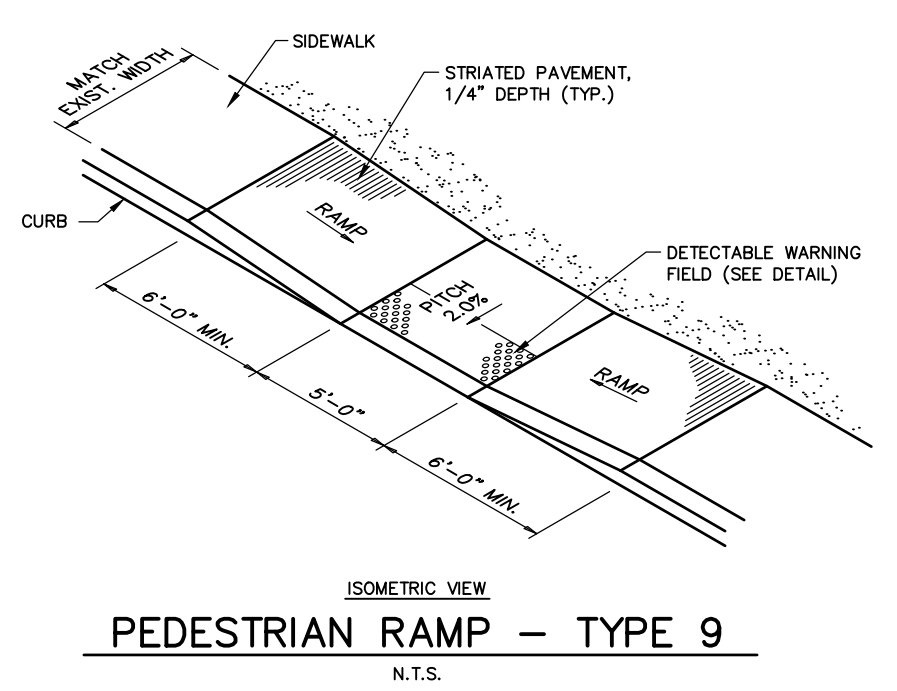 SIDEWALK
MATCH
EXIST. WIDTH
STRIATED PAVEMENT,
1/4" DEPTH (TYP.)
CURB
RAMP
DETECTABLE WARNING
FIELD (SEE DETAIL)
PITCH
2.0%
6'-0" MIN.
RAMP
5'-0"
6'-0" MIN.
ISOMETRIC VIEW
PEDESTRIAN RAMP - TYPE 9
N.T.S.